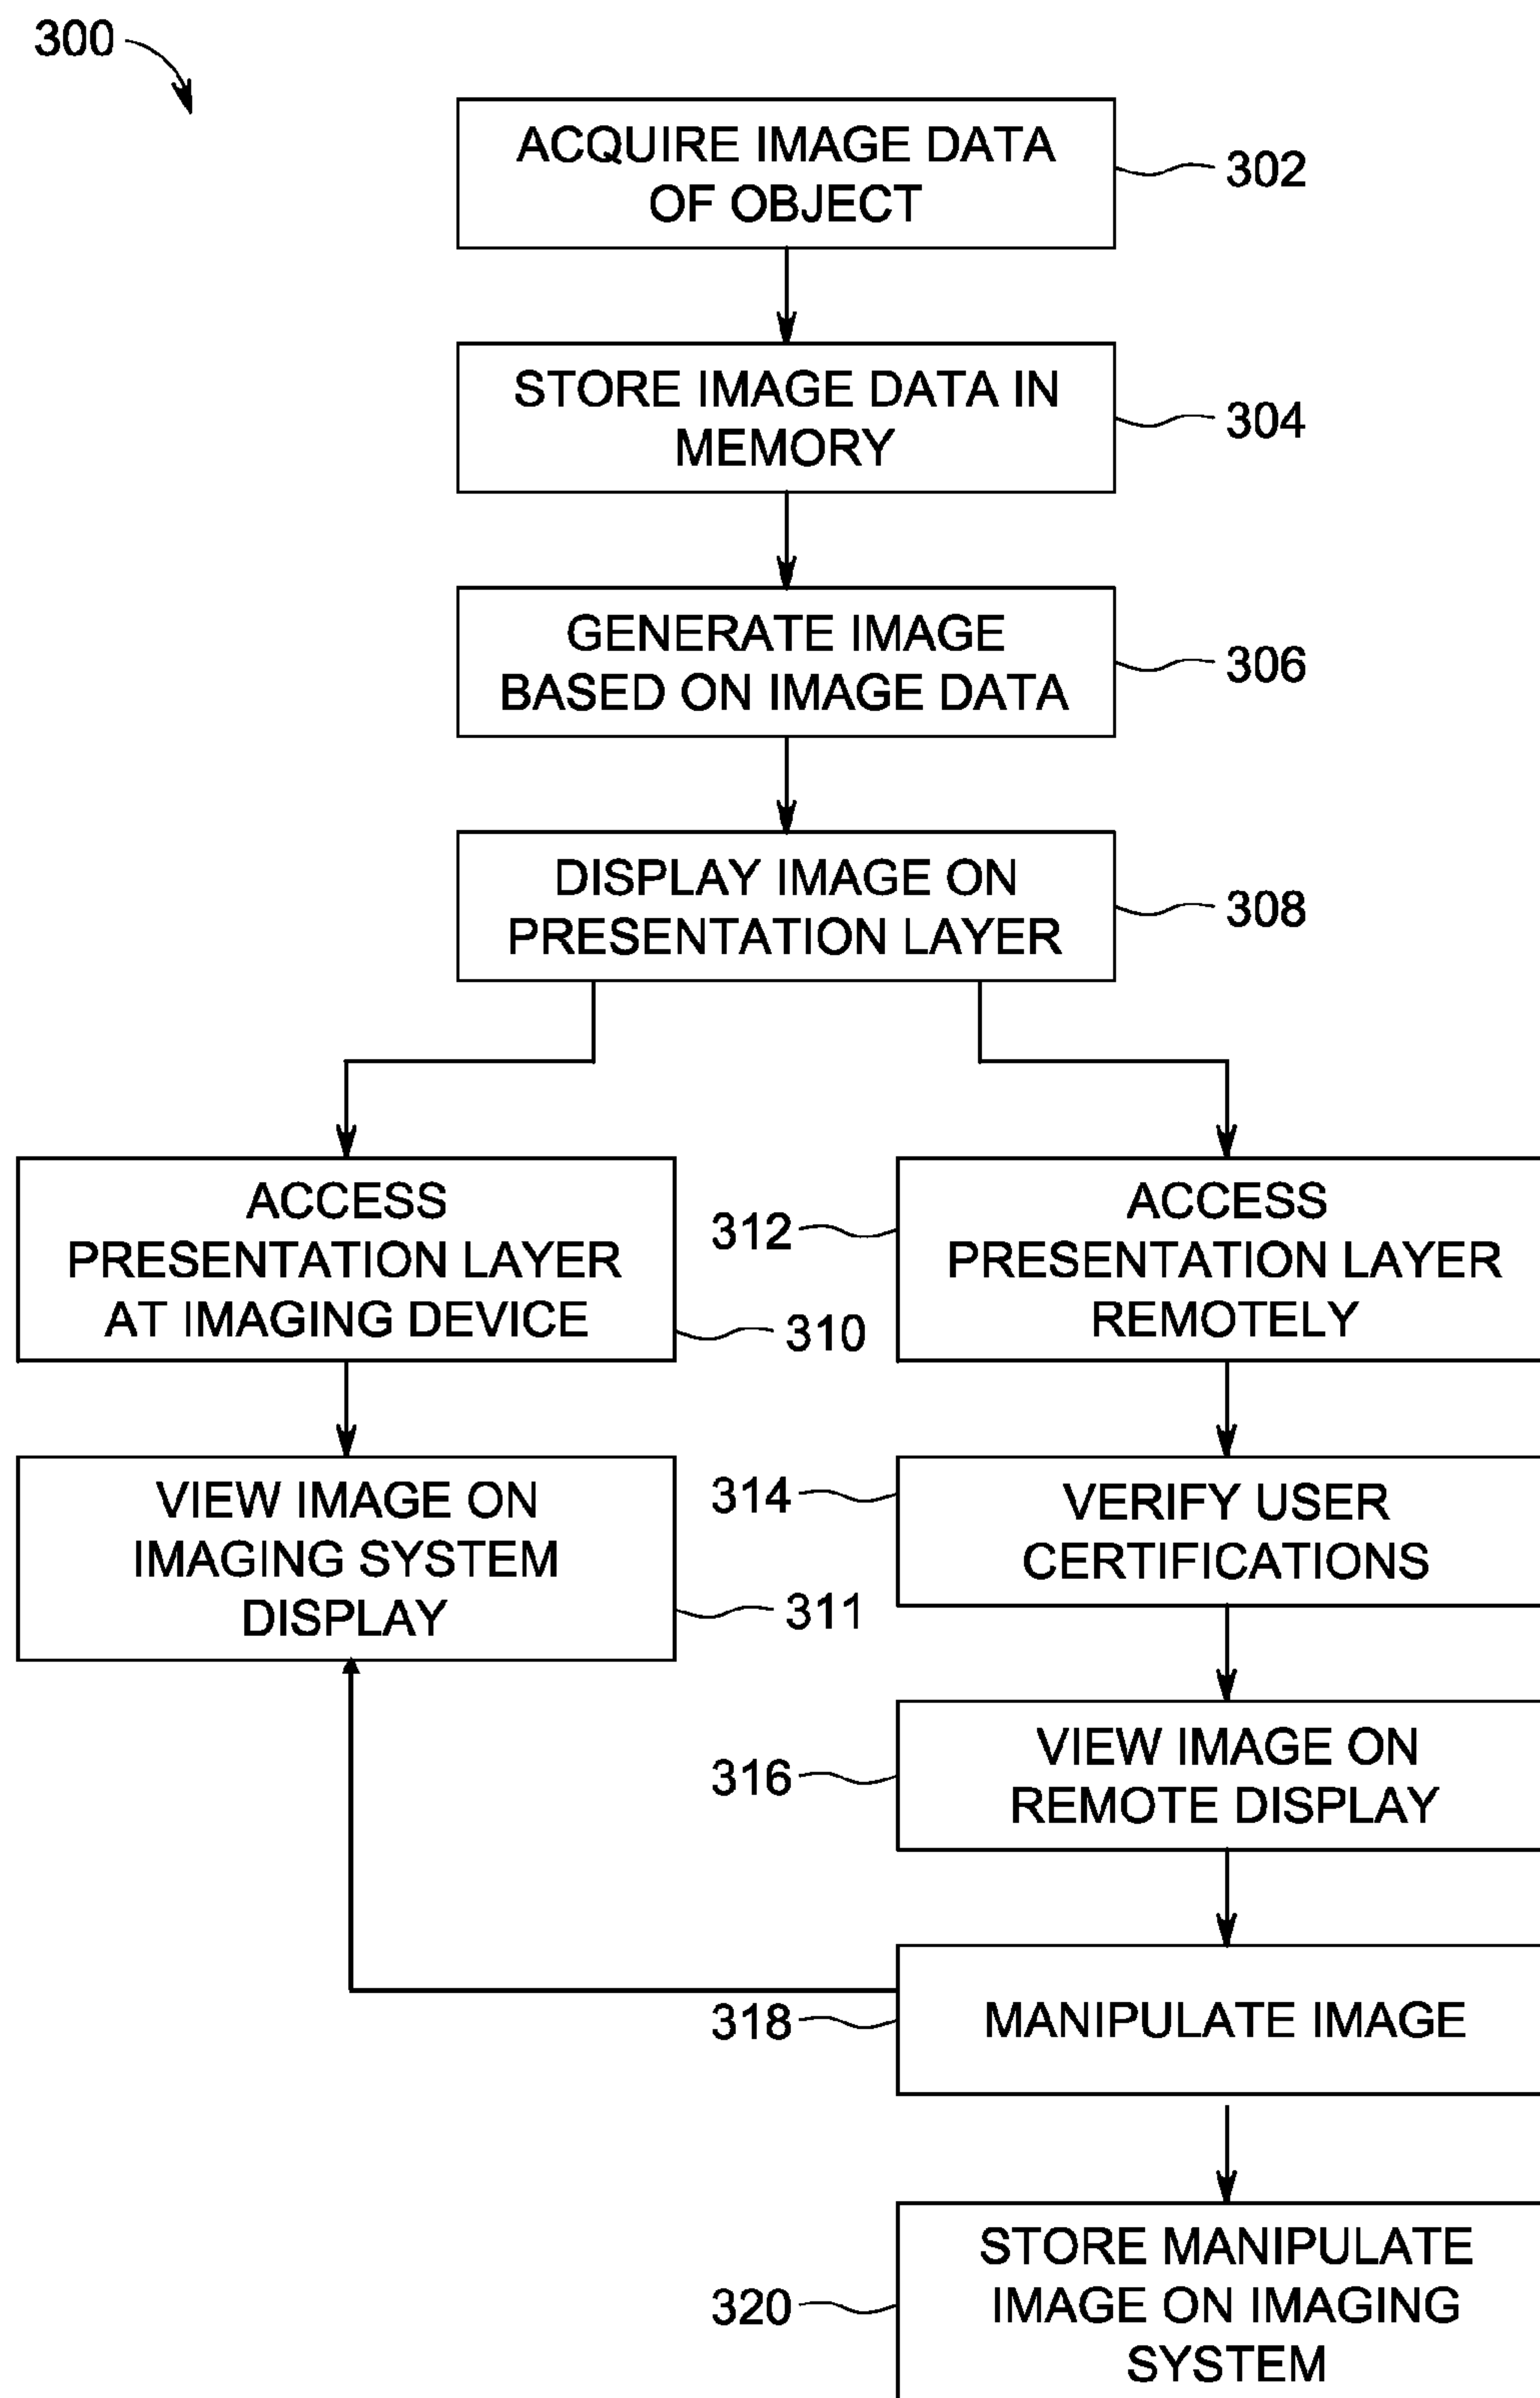 300
ACQUIRE IMAGE DATA
OF OBJECT
302
STORE IMAGE DATA IN
MEMORY
304
GENERATE IMAGE
BASED ON IMAGE DATA
306
DISPLAY IMAGE ON
PRESENTATION LAYER
308
ACCESS
PRESENTATION LAYER
AT IMAGING DEVICE
310
312
ACCESS
PRESENTATION LAYER
REMOTELY
VIEW IMAGE ON
IMAGING SYSTEM
DISPLAY
311
314
VERIFY USER
CERTIFICATIONS
316
VIEW IMAGE ON
REMOTE DISPLAY
318
MANIPULATE IMAGE
320
STORE MANIPULATE
IMAGE ON IMAGING
SYSTEM